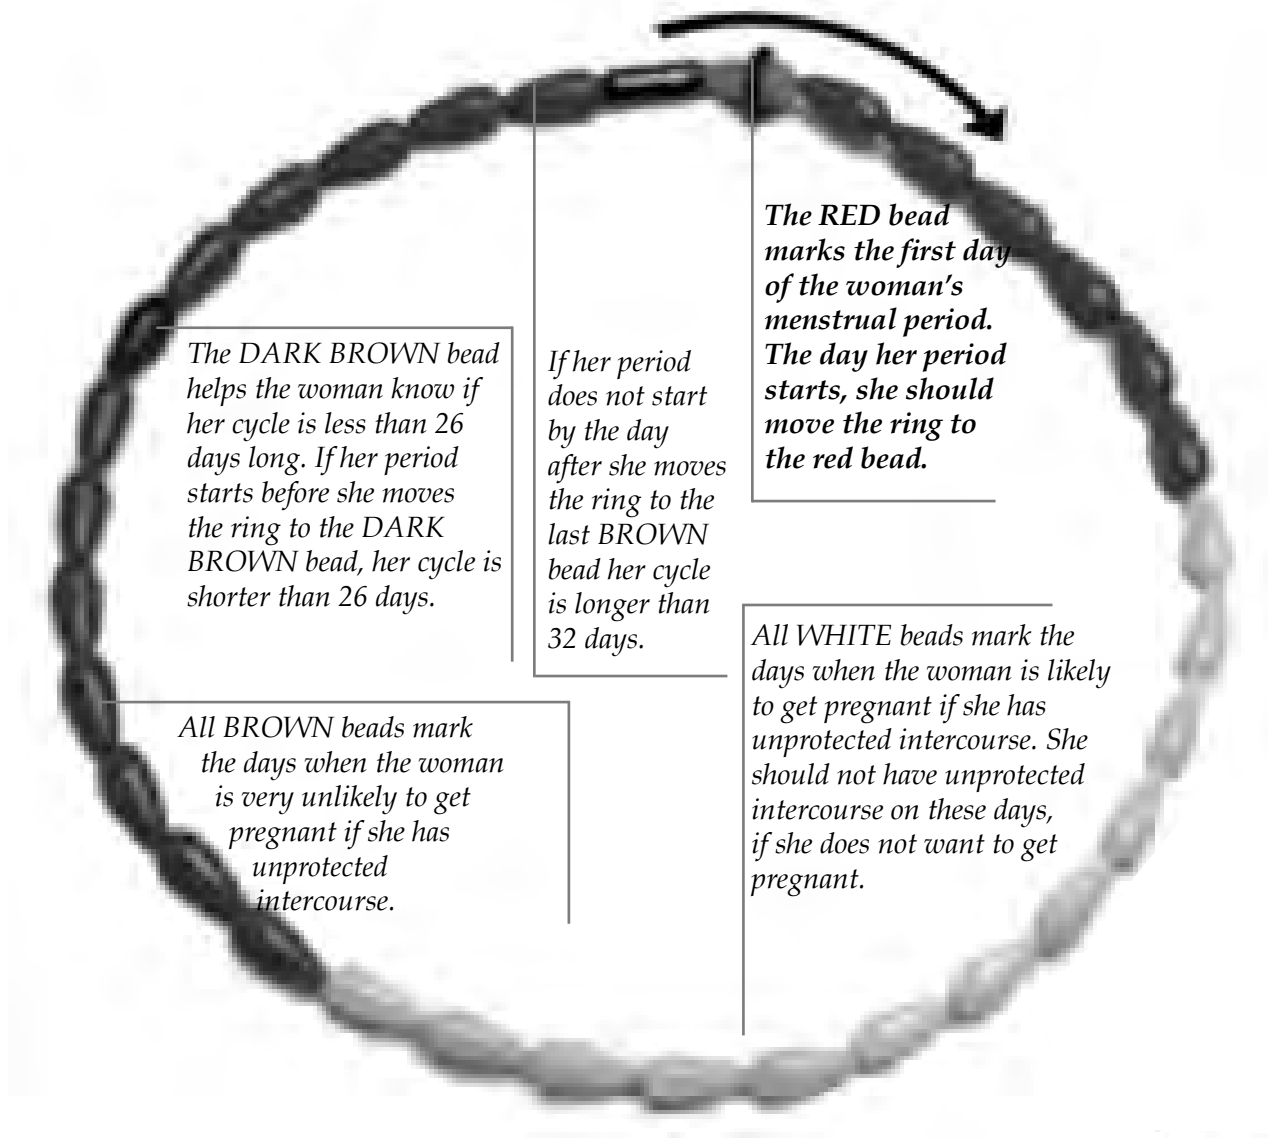 The RED bead
marks the first day
of the woman's
menstrual period.
The day her period
starts, she should
move the ring to
the red bead.
The DARK BROWN bead
helps the woman know if
her cycle is less than 26
days long. If her period
starts before she moves
the ring to the DARK
BROWN bead, her cycle is
shorter than 26 days.
If her period
does not start
by the day
after she moves
the ring to the
last BROWN
bead her cycle
is longer than
32 days.
All WHITE beads mark the
days when the woman is likely
to get pregnant if she has
unprotected intercourse. She
should not have unprotected
intercourse on these days,
if she does not want to get
pregnant.
All BROWN beads mark
the days when the woman
is very unlikely to get
pregnant if she has
unprotected
intercourse.